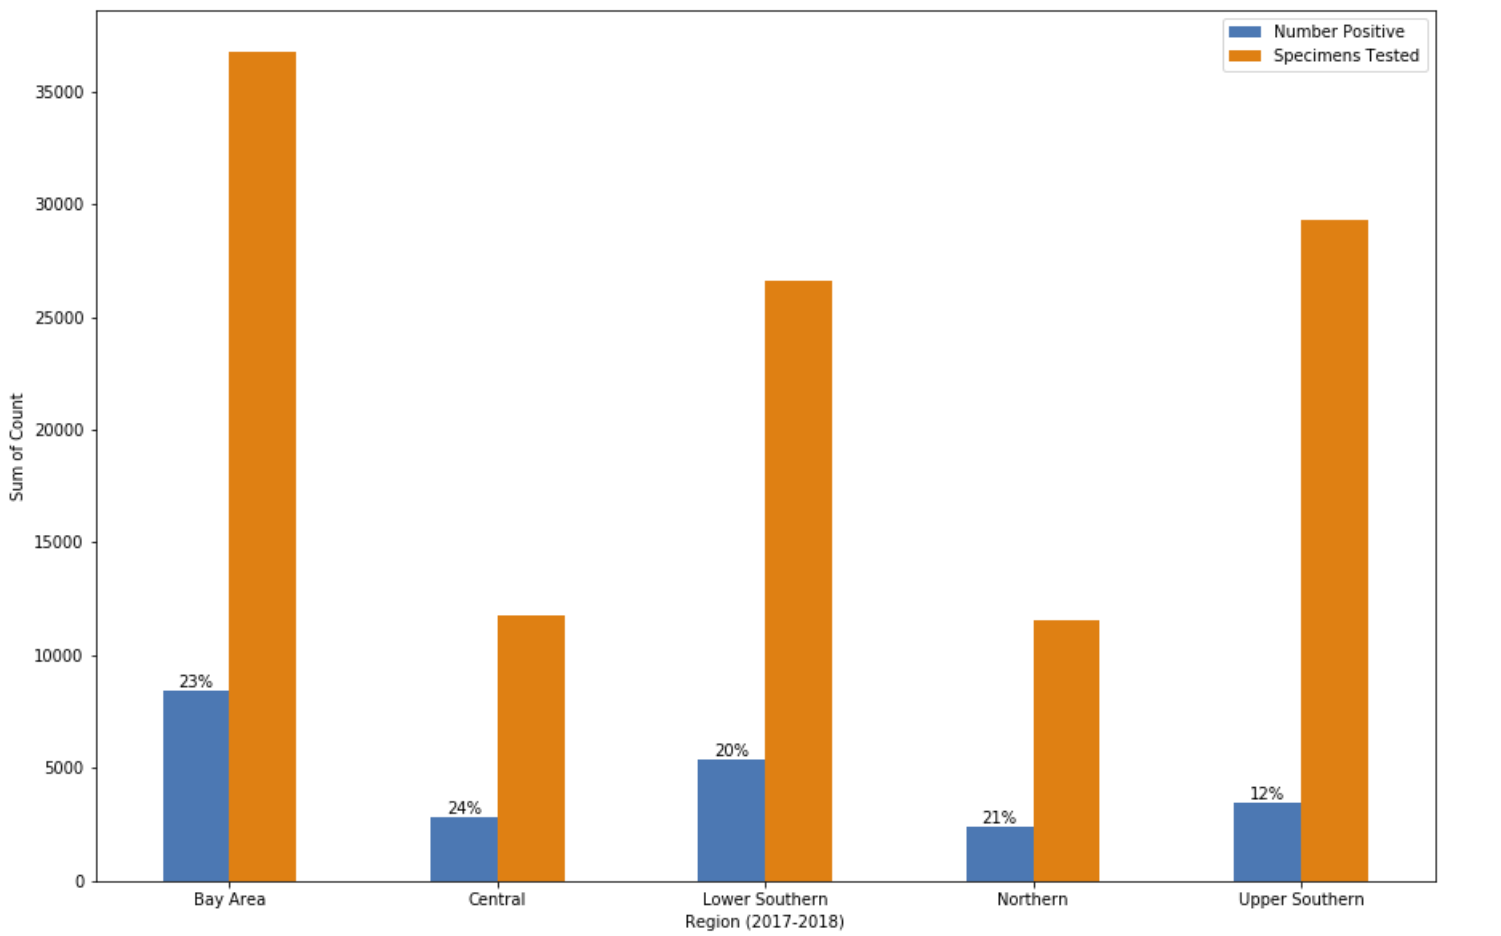 Number Positive
Specimens Tested
35000
30000
25000
20000
15000
10000
5000
0
Sum of Count
23%
24%
20%
21%
12%
Bay Area
Central
Lower Southern
Northern
Upper Southern
Region (2017-2018)